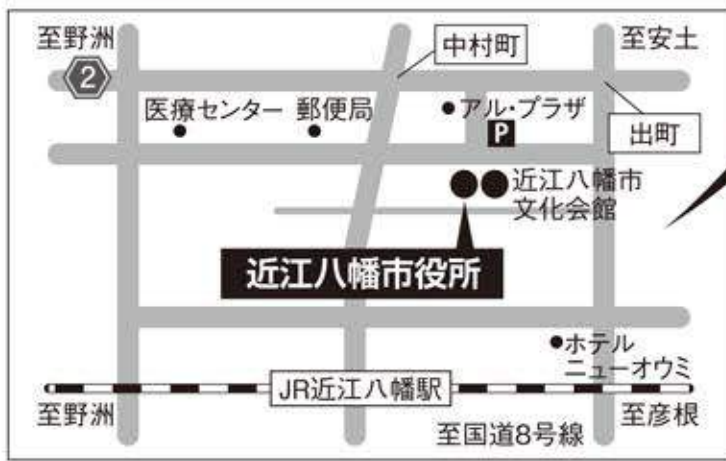 至野洲
中村町
至安土
2
医療センター
郵便局
アル・プラザ
P
出町
近江八幡市
文化会館
近江八幡市役所
ホテル
ニューオウミ
JR近江八幡駅
至野洲
至国道8号線
至彦根